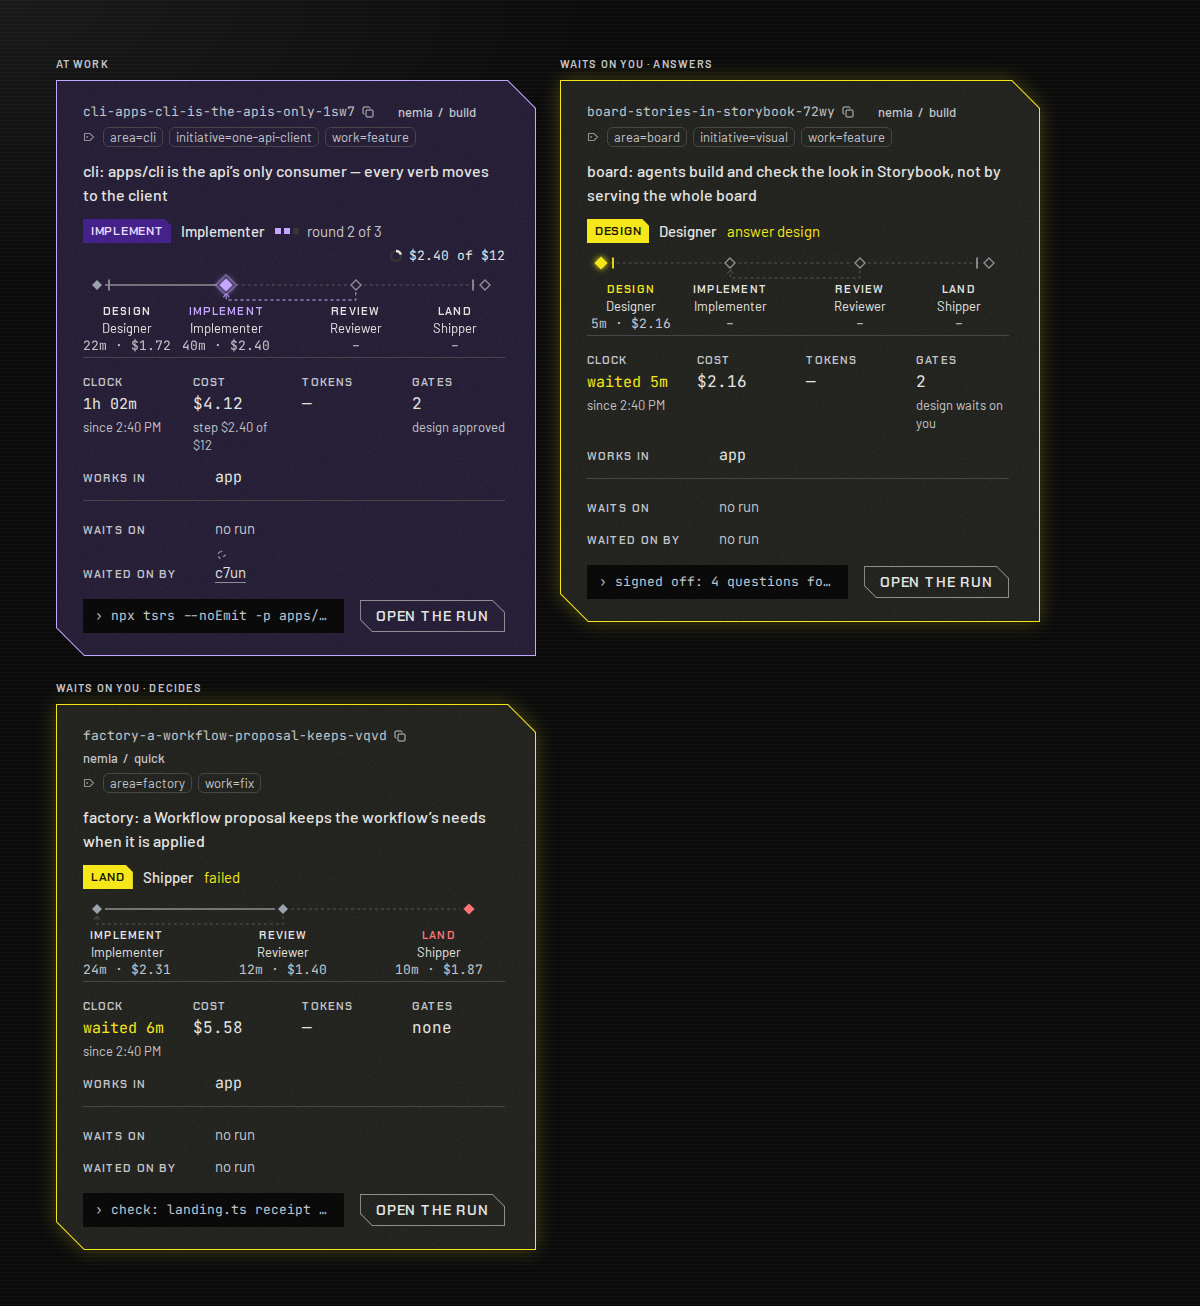 AT WORK
cli-apps-cli-is-the-apis-only-1sw7 nemla / build
area=cli initiative=one-api-client work=feature
cli: apps/cli is the api's only consumer — every verb moves
to the client
IMPLEMENT Implementer round 2 of 3
$2.40 of $12
DESIGN IMPLEMENT REVIEW LAND
Designer Implementer Reviewer Shipper
22m · $1.72 40m · $2.40 – –
CLOCK COST TOKENS GATES
1h 02m $4.12 — 2
since 2:40 PM step $2.40 of design approved
$12
WORKS IN app
WAITS ON no run
WAITED ON BY c7un
› npx tsrs --noEmit -p apps/… OPEN THE RUN
WAITS ON YOU · ANSWERS
board-stories-in-storybook-72wy nemla / build
area=board initiative=visual work=feature
board: agents build and check the look in Storybook, not by
serving the whole board
DESIGN Designer answer design
DESIGN IMPLEMENT REVIEW LAND
Designer Implementer Reviewer Shipper
5m · $2.16 – – –
CLOCK COST TOKENS GATES
waited 5m $2.16 — 2
since 2:40 PM design waits on
you
WORKS IN app
WAITS ON no run
WAITED ON BY no run
› signed off: 4 questions fo… OPEN THE RUN
WAITS ON YOU · DECIDES
factory-a-workflow-proposal-keeps-vqvd
nemla / quick
area=factory work=fix
factory: a Workflow proposal keeps the workflow's needs
when it is applied
LAND Shipper failed
IMPLEMENT REVIEW LAND
Implementer Reviewer Shipper
24m · $2.31 12m · $1.40 10m · $1.87
CLOCK COST TOKENS GATES
waited 6m $5.58 — none
since 2:40 PM
WORKS IN app
WAITS ON no run
WAITED ON BY no run
› check: landing.ts receipt … OPEN THE RUN